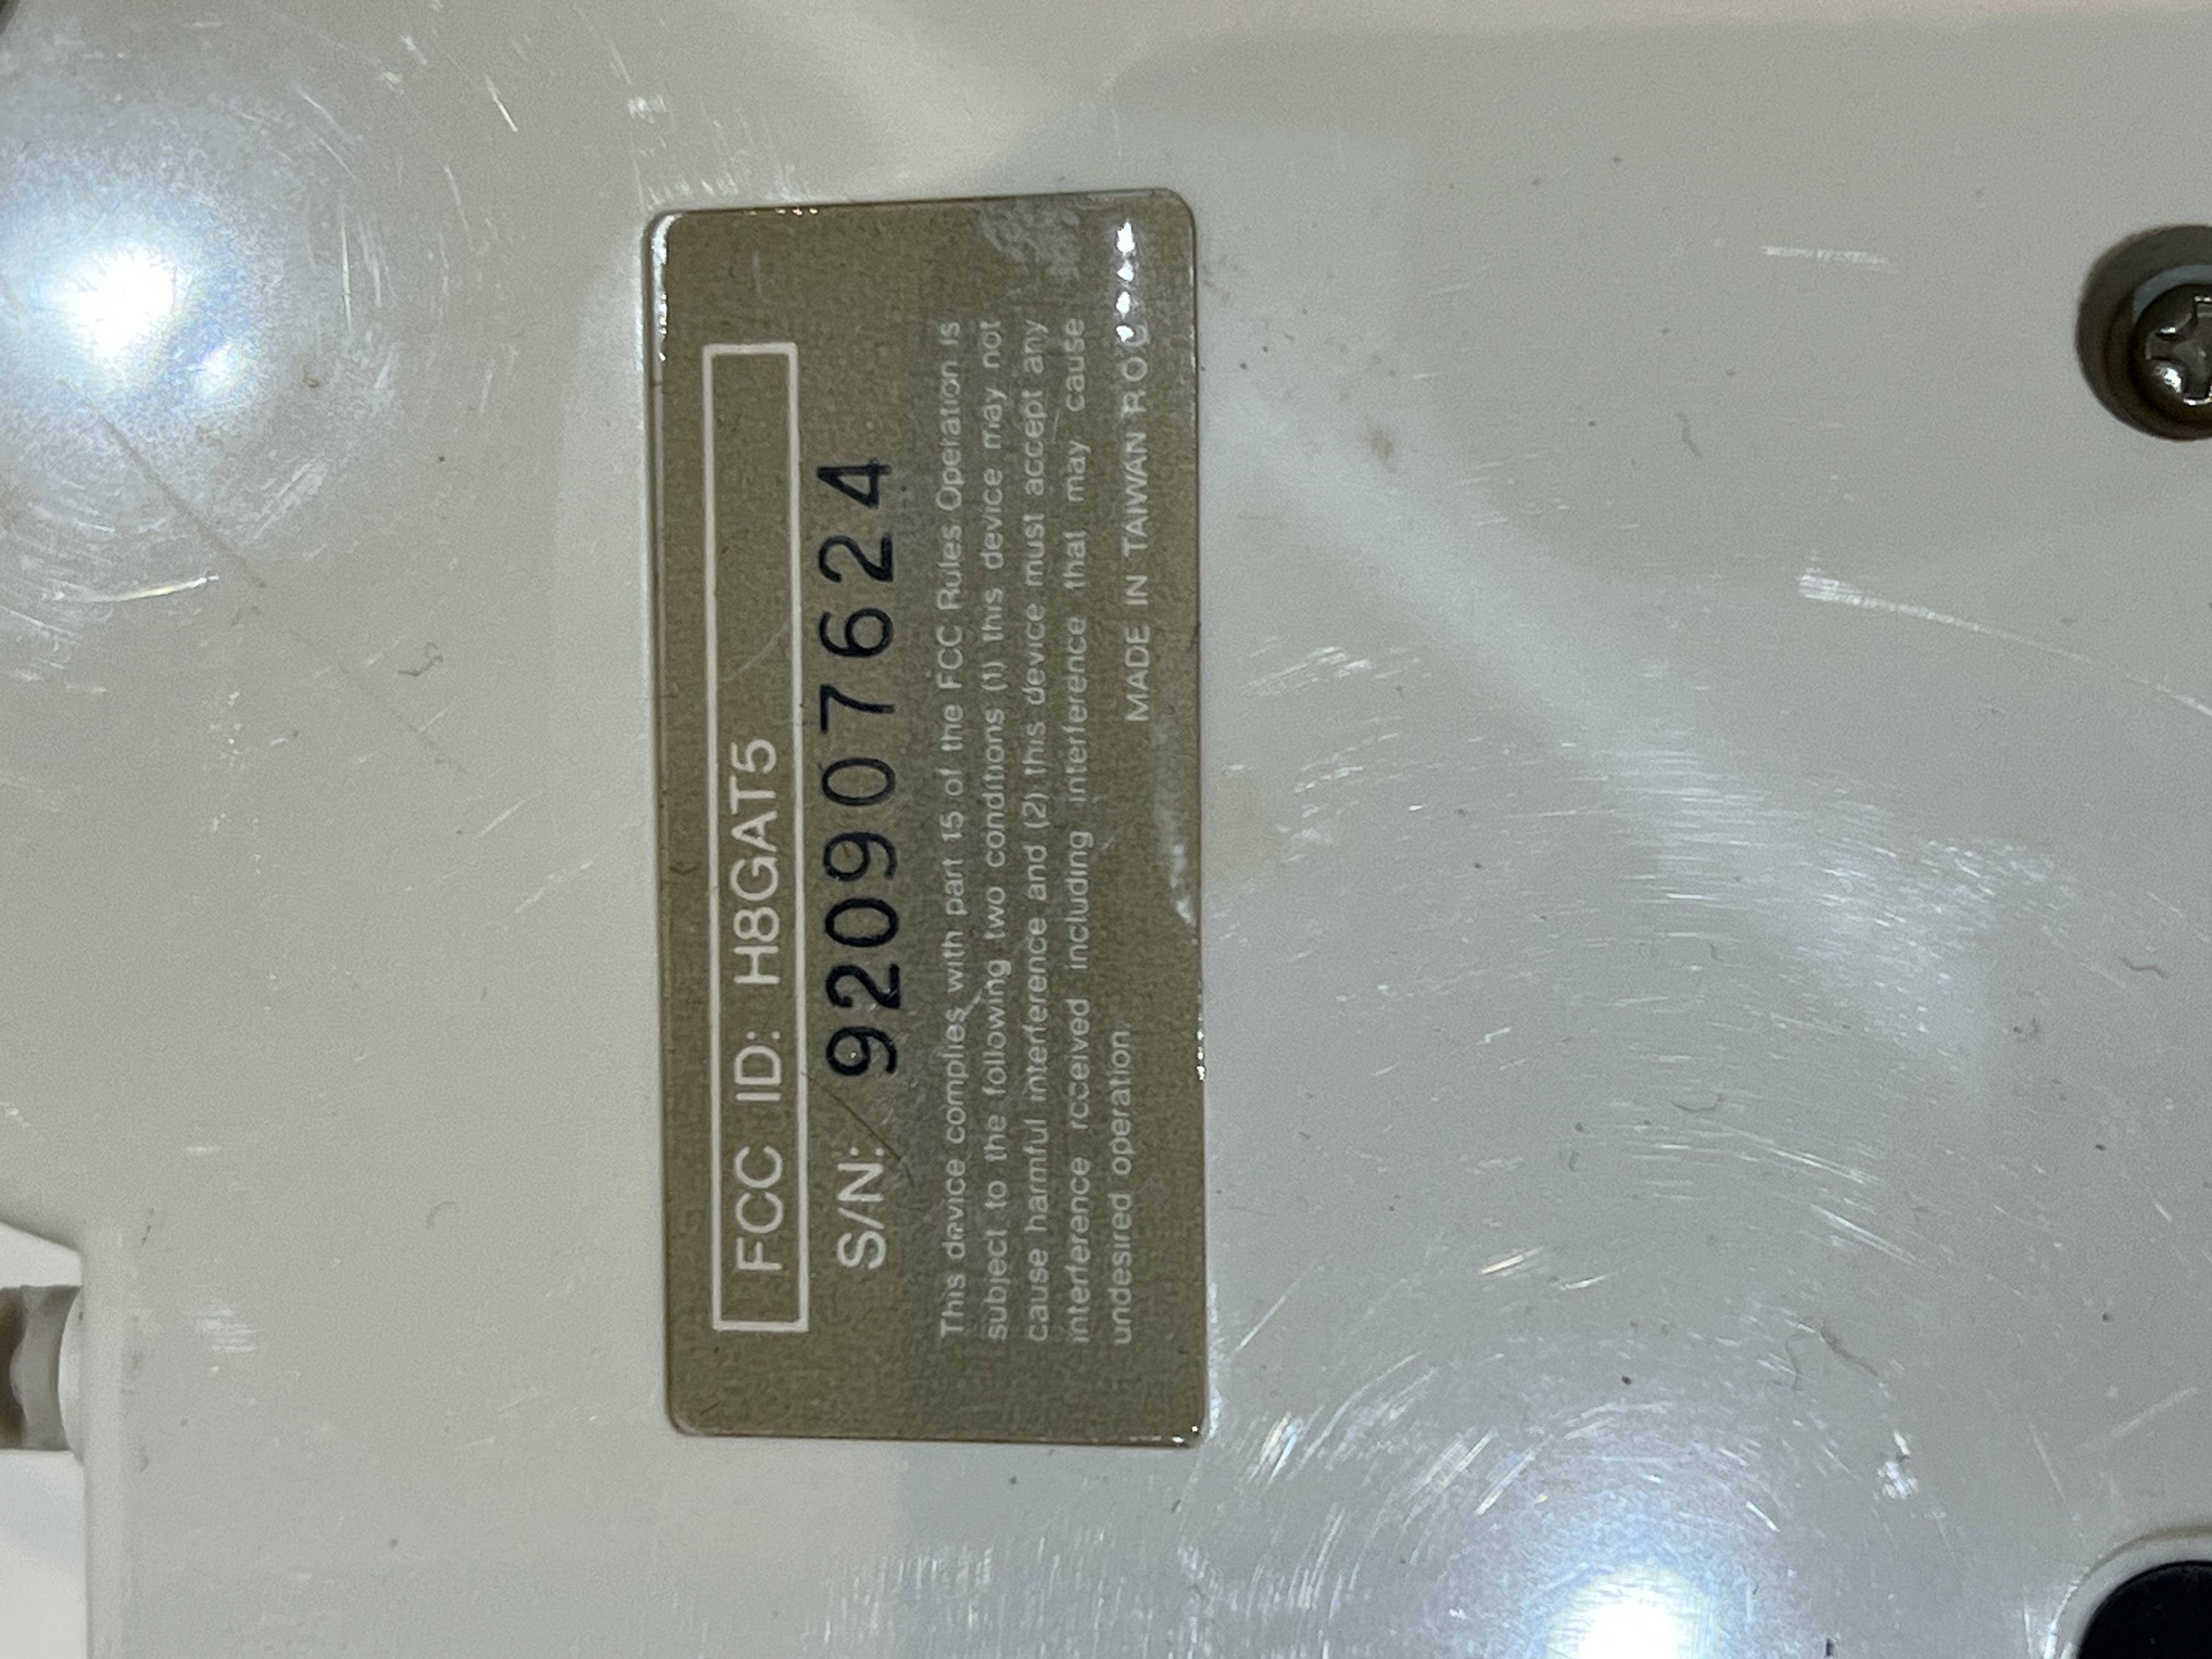 FCC ID: H8GAT5
S/N: 920907624
This device complies with part 15 of the FCC Rules Operation is
subject to the following two conditions (1) this device may not
cause harmful interference and (2) this device must accept any
interference received including interference that may cause
undesired operation.
MADE IN TAIWAN R.O.C